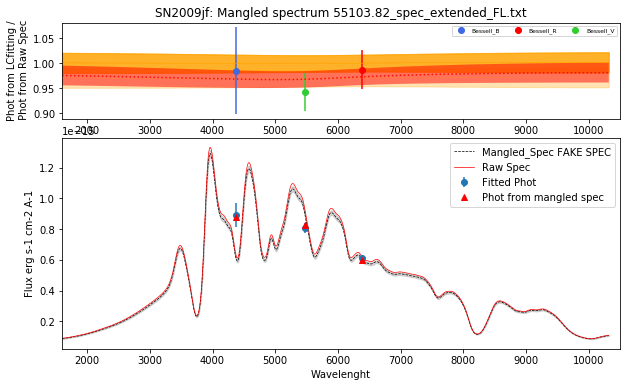 SN2009jf: Mangled spectrum 55103.82_spec_extended_FL.txt
Phot from LCfitting /
Phot from Raw Spec
1.05
1.00
0.95
0.90
Bessell_B
Bessell_R
Bessell_V
2000 3000 4000 5000 6000 7000 8000 9000 10000
Flux erg s-1 cm-2 A-1
1.2
1.0
0.8
0.6
0.4
0.2
Mangled_Spec FAKE SPEC
Raw Spec
Fitted Phot
Phot from mangled spec
2000 3000 4000 5000 6000 7000 8000 9000 10000
Wavelenght